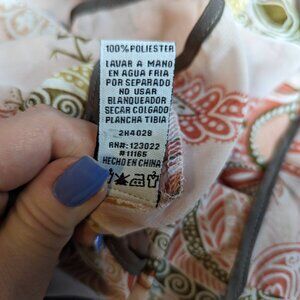 100% POLIESTER
LAVAR A MANO
EN AGUA FRIA
POR SEPARADO
NO USAR
BLANQUEADOR
SECAR COLGADO
PLANCHA TIBIA
2H4028
RN#: 123022
#11165
HECHO EN CHINA